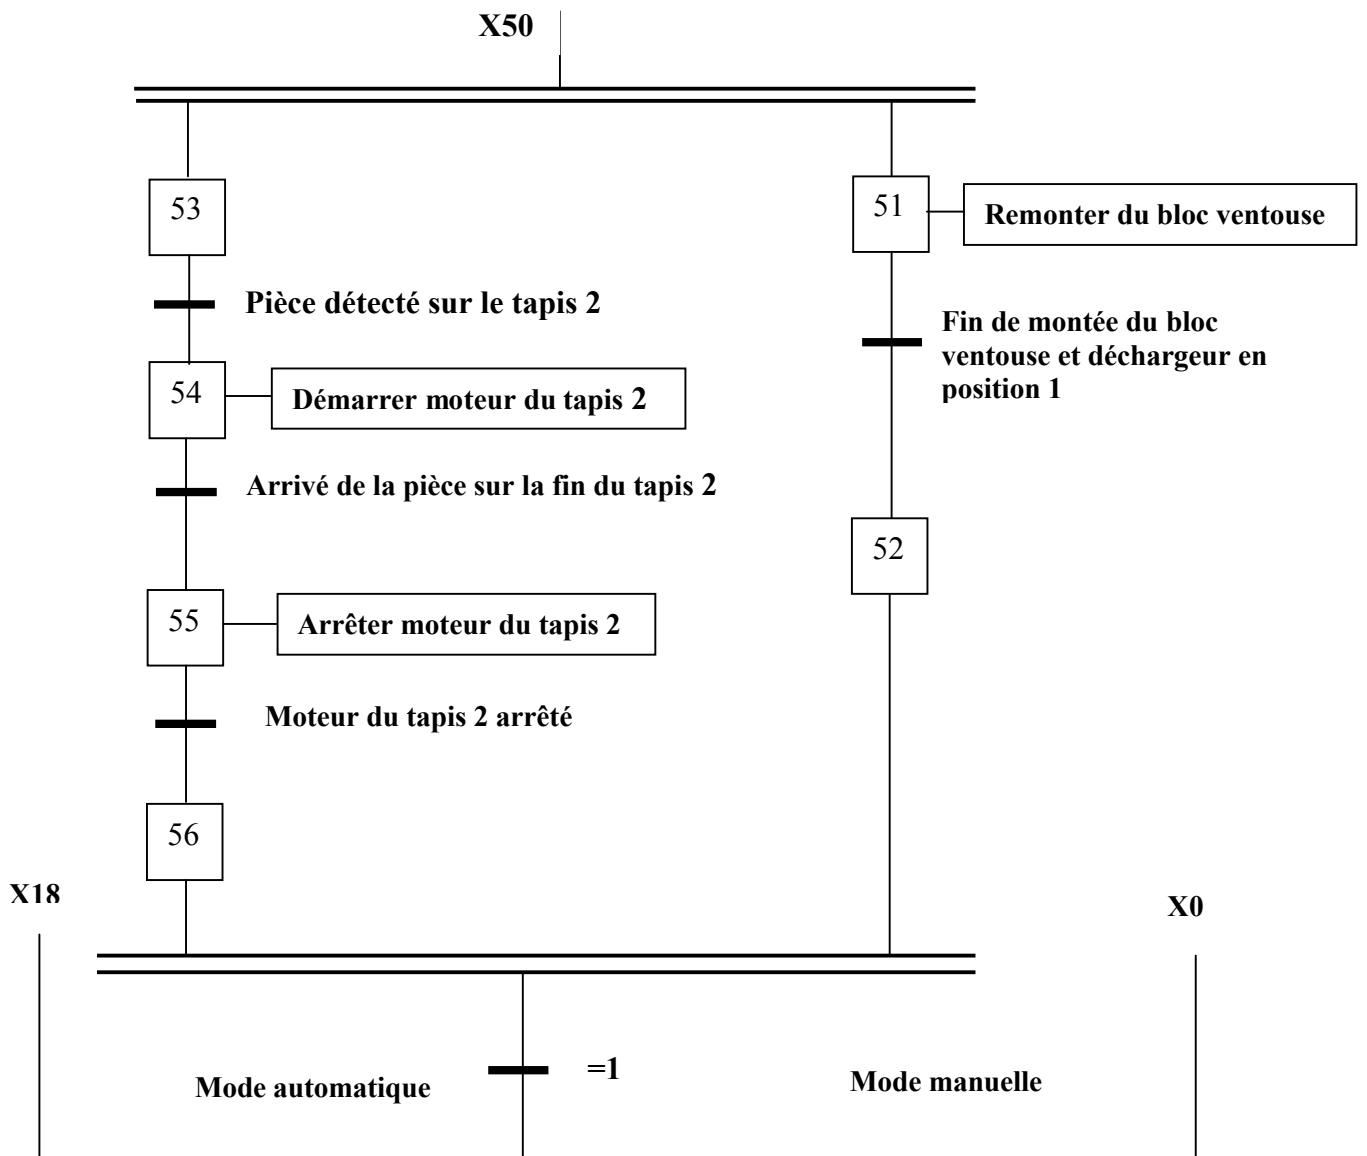 X50
53
51
Remonter du bloc ventouse
Pièce détecté sur le tapis 2
Fin de montée du bloc
ventouse et déchargeur en
position 1
54
Démarrer moteur du tapis 2
Arrivé de la pièce sur la fin du tapis 2
52
55
Arrêter moteur du tapis 2
Moteur du tapis 2 arrêté
56
X18
X0
=1
Mode automatique
Mode manuelle